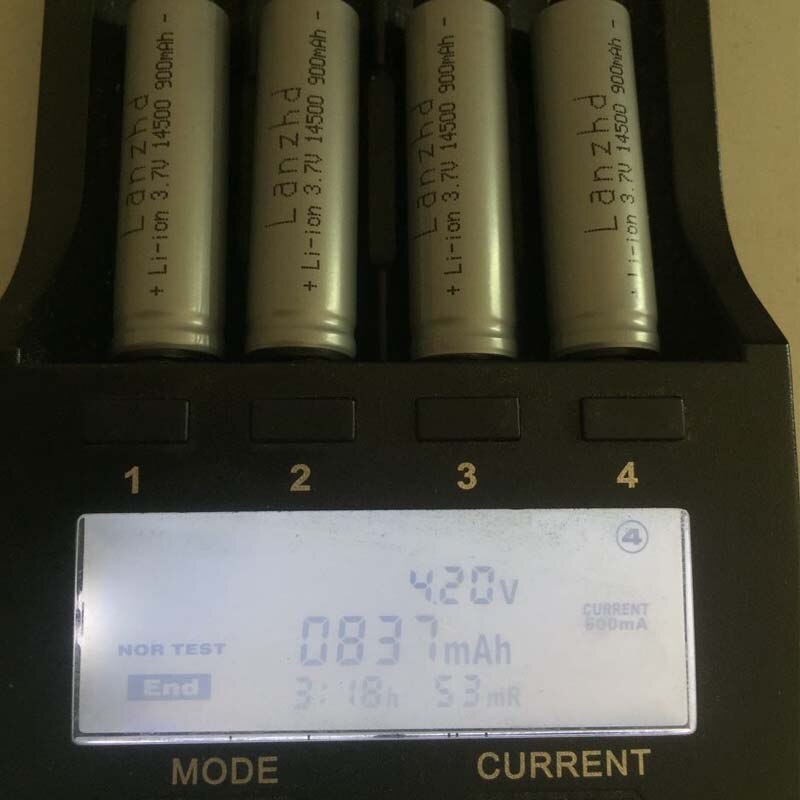 Lanzhd
+ Li-ion 3.7V 14500 900mAh -
Lanzhd
+ Li-ion 3.7V 14500 900mAh -
Lanzhd
+ Li-ion 3.7V 14500 900mAh -
Lanzhd
Li-ion 3.7V 14500 900mAh -
1 2 3 4
4
4.20V
CURRENT
500mA
NOR TEST 0837mAh
End 3:18h 53mR
MODE CURRENT